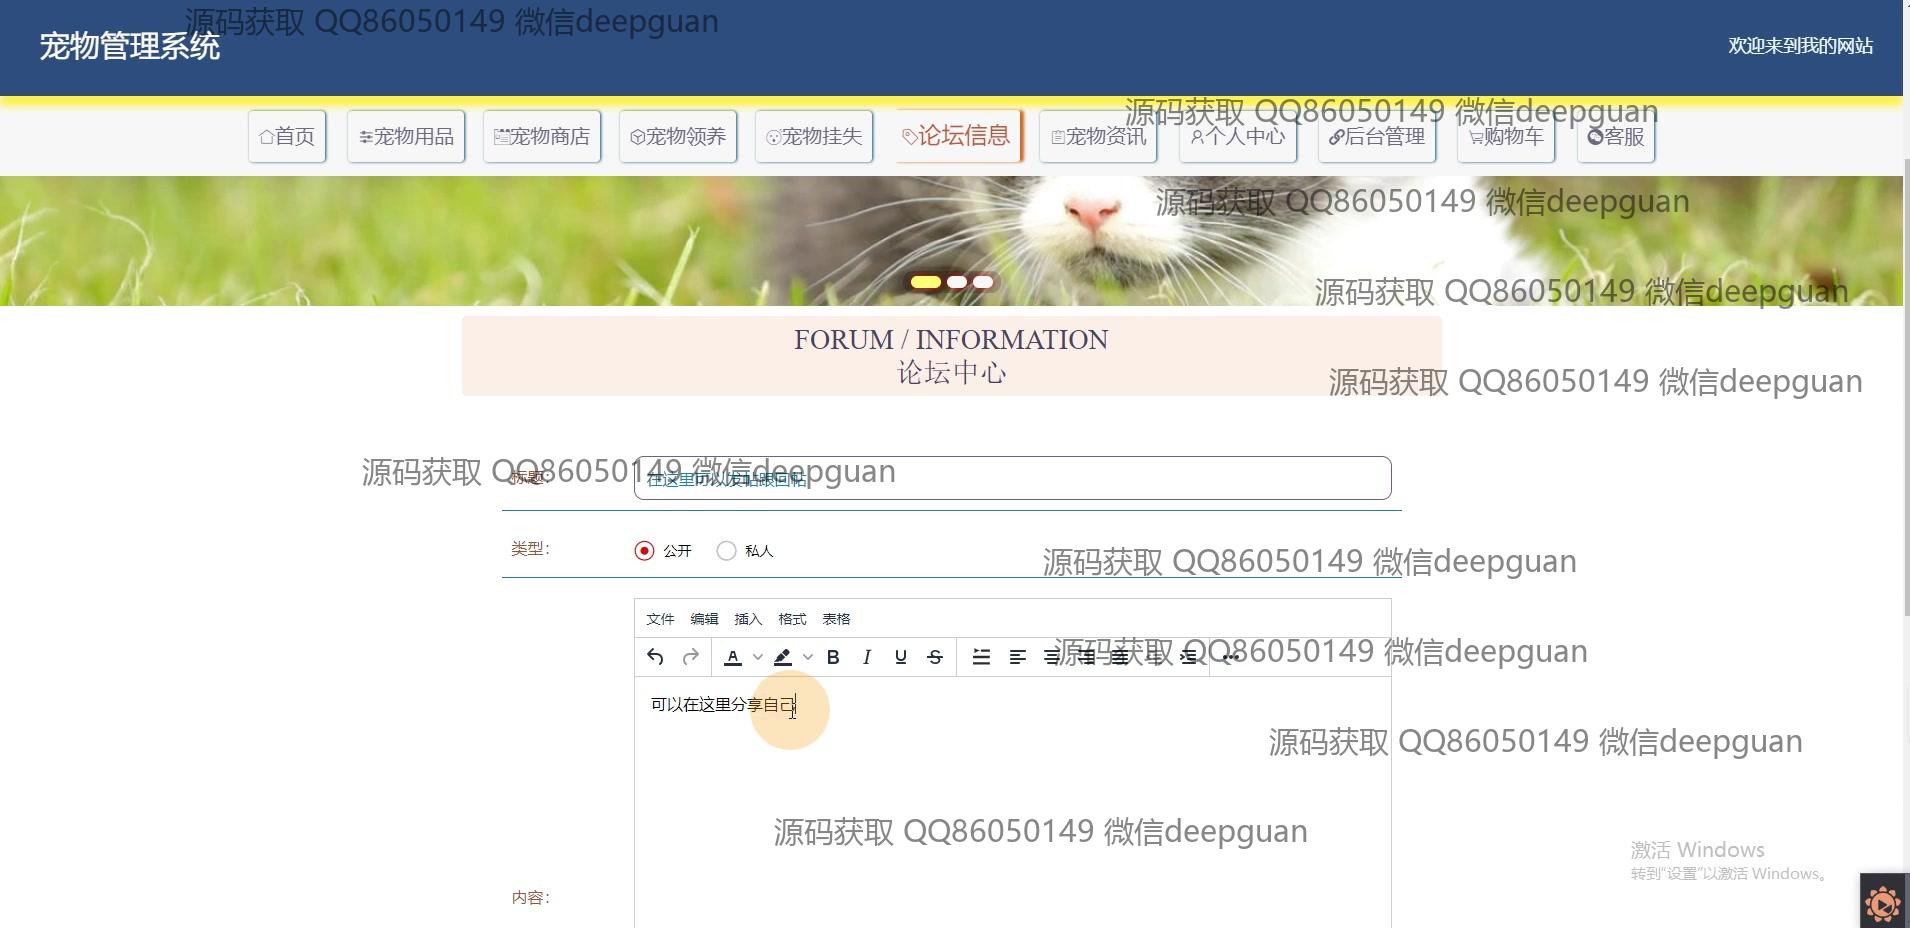 源码获取 QQ86050149 微信deepguan
宠物管理系统
欢迎来到我的网站
源码获取 QQ86050149 微信deepguan
首页 宠物用品 宠物商店 宠物领养 宠物挂失 论坛信息 宠物资讯 个人中心 后台管理 购物车 客服
源码获取 QQ86050149 微信deepguan
源码获取 QQ86050149 微信deepguan
FORUM / INFORMATION
论坛中心
源码获取 QQ86050149 微信deepguan
源码获取 QQ86050149 微信deepguan
标题: 在这里可以发帖跟回帖
类型: 公开 私人
源码获取 QQ86050149 微信deepguan
文件 编辑 插入 格式 表格
源码获取 QQ86050149 微信deepguan
可以在这里分享自己
源码获取 QQ86050149 微信deepguan
源码获取 QQ86050149 微信deepguan
激活 Windows
转到"设置"以激活 Windows。
内容: